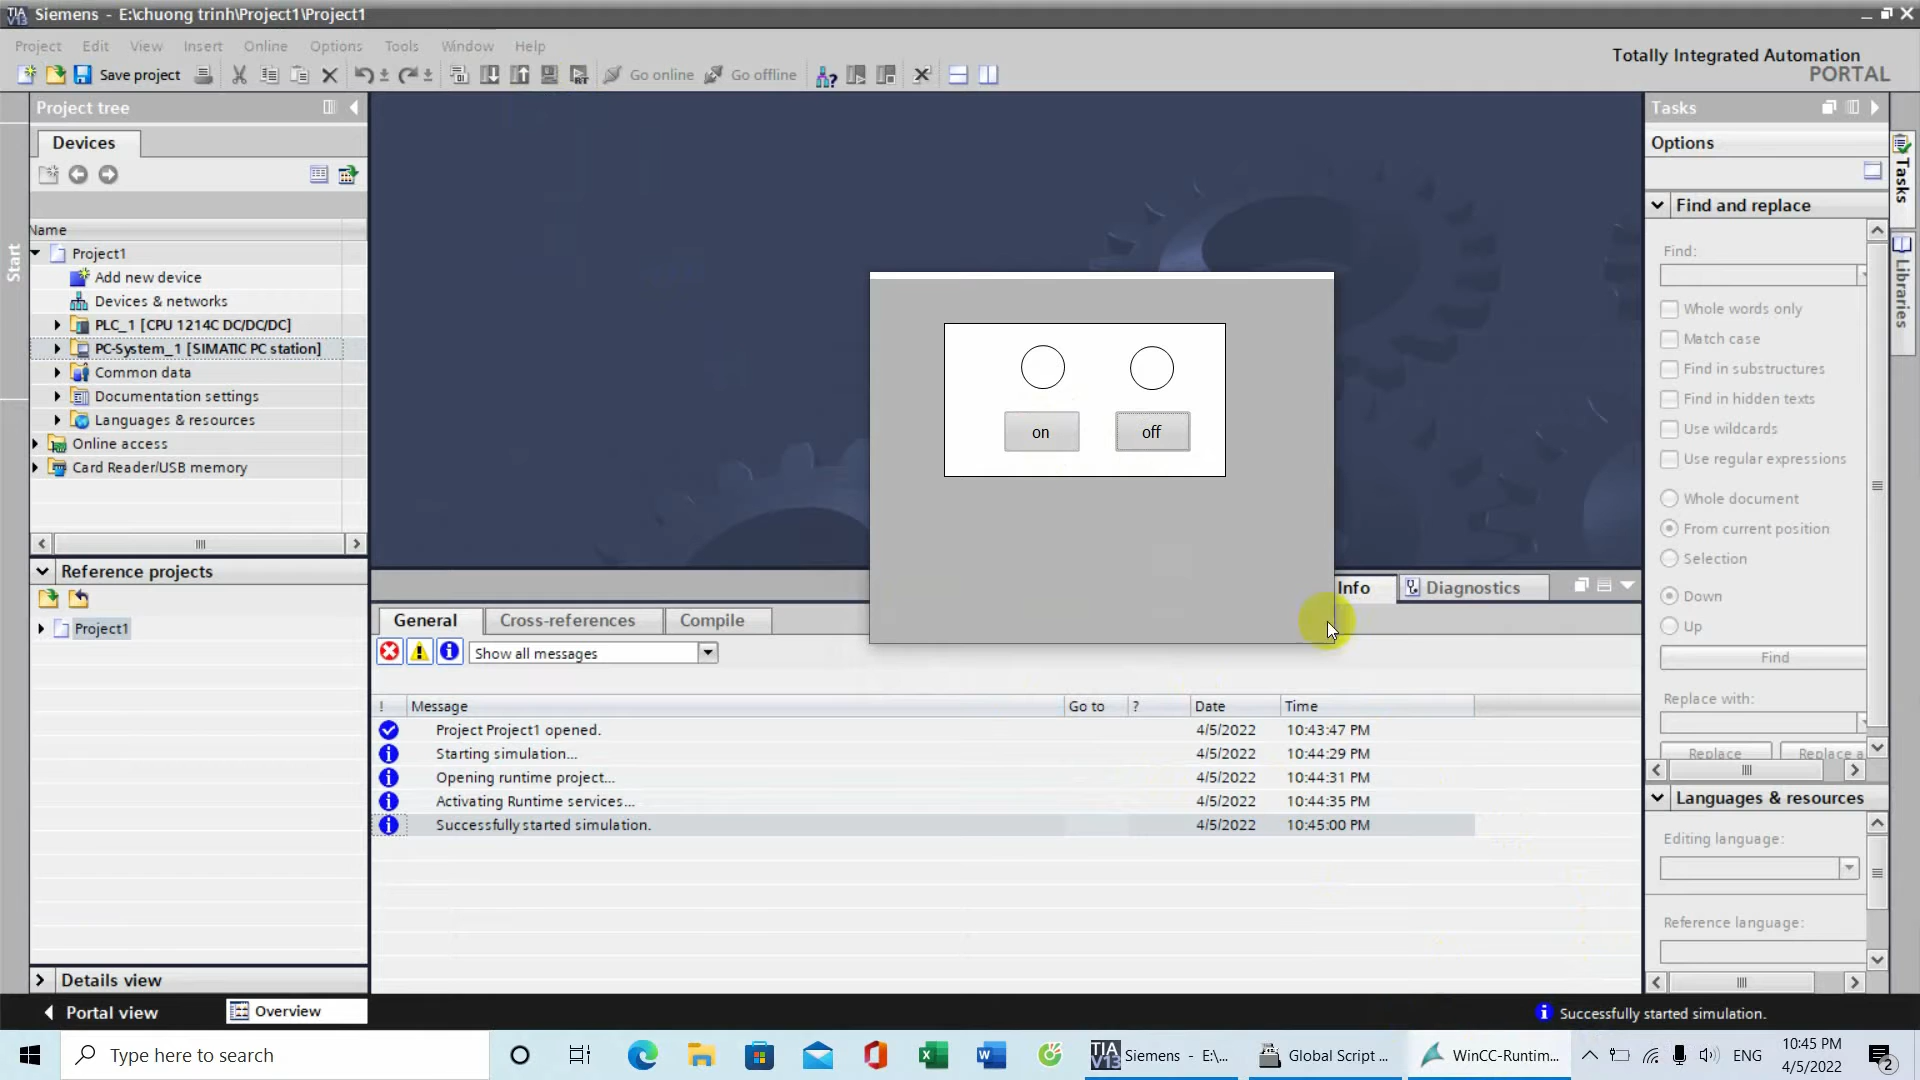 Siemens - E:\chuong trinh\Project1\Project1
Project Edit View Insert Online Options Tools Window Help
Totally Integrated Automation
PORTAL
Save project
Go online
Go offline
Project tree
Devices
Name
Project1
Add new device
Devices & networks
PLC_1 [CPU 1214C DC/DC/DC]
PC-System_1 [SIMATIC PC station]
Common data
Documentation settings
Languages & resources
Online access
Card Reader/USB memory
Reference projects
Project1
Details view
Start
on off
Info
Diagnostics
General Cross-references Compile
Show all messages
! Message Go to ? Date Time
Project Project1 opened. 4/5/2022 10:43:47 PM
Starting simulation... 4/5/2022 10:44:29 PM
Opening runtime project... 4/5/2022 10:44:31 PM
Activating Runtime services... 4/5/2022 10:44:35 PM
Successfully started simulation. 4/5/2022 10:45:00 PM
Tasks
Options
Find and replace
Find:
Whole words only
Match case
Find in substructures
Find in hidden texts
Use wildcards
Use regular expressions
Whole document
From current position
Selection
Down
Up
Find
Replace with:
Replace Replace a
Languages & resources
Editing language:
Reference language:
Tasks
Libraries
Portal view
Overview
Successfully started simulation.
Type here to search
TIA V13
Siemens - E:\...
Global Script ...
WinCC-Runtim...
ENG
10:45 PM
4/5/2022
2